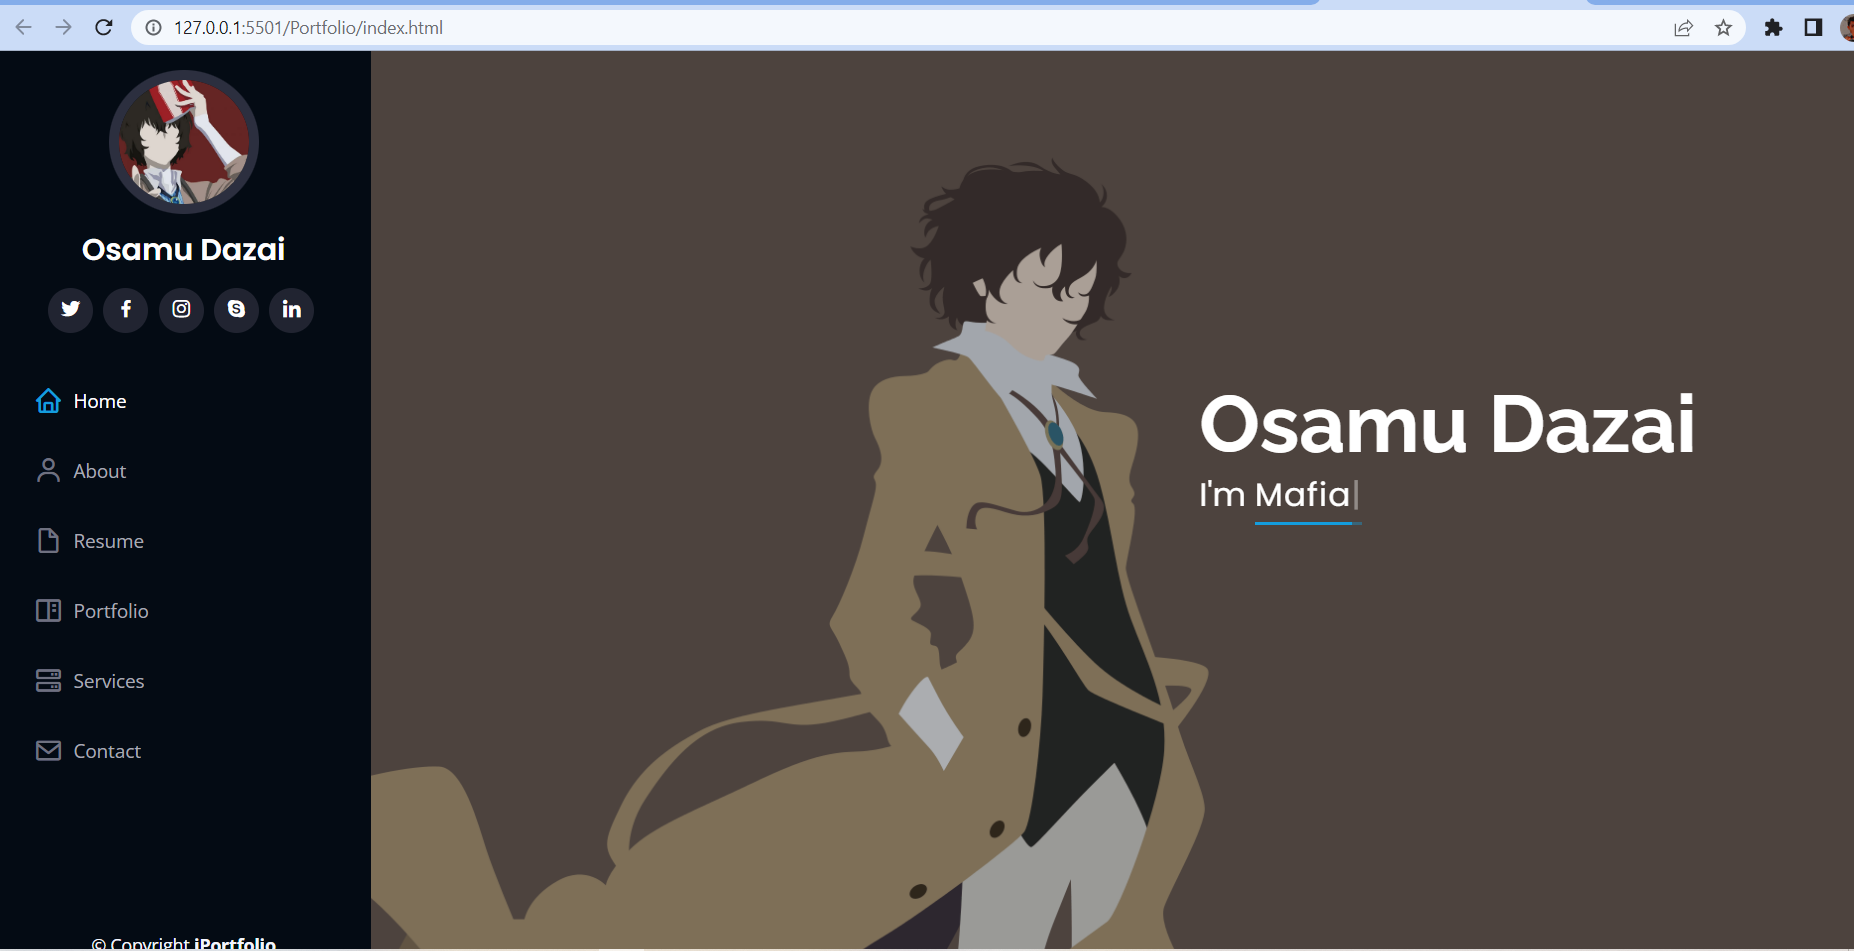 127.0.0.1:5501/Portfolio/index.html
Osamu Dazai
Home
About
Resume
Portfolio
Services
Contact
© Copyright iPortfolio
Osamu Dazai
I'm Mafia|